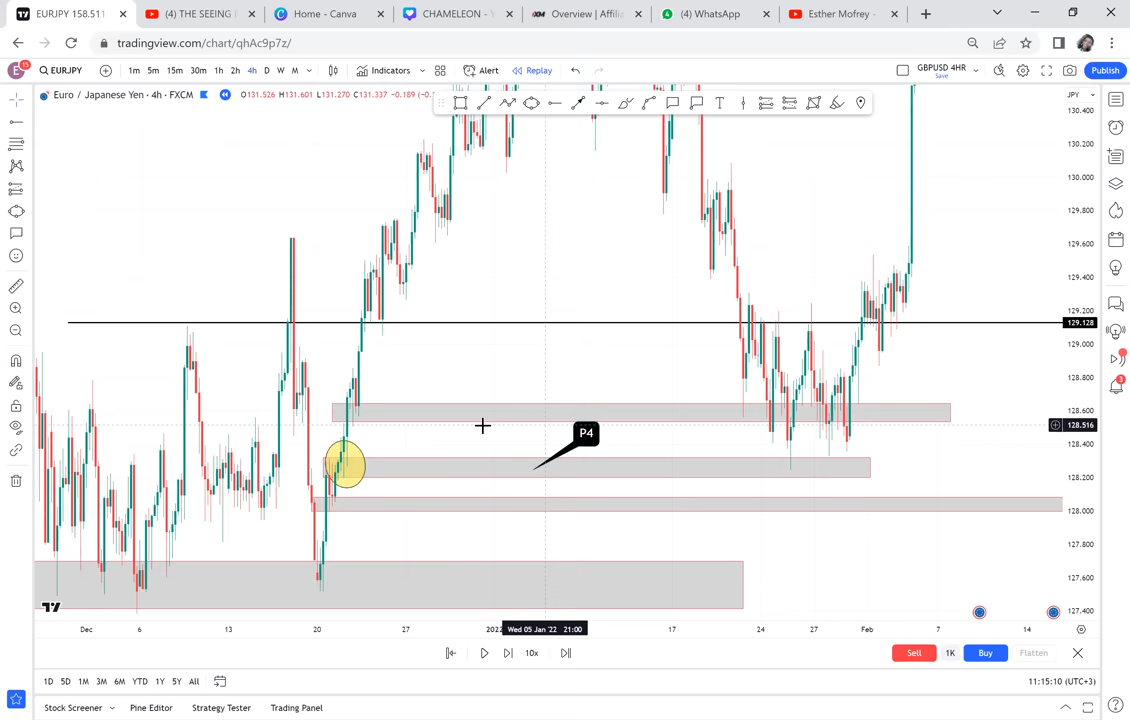 EURJPY 158.511
(4) THE SEEING
Home - Canva
CHAMELEON - Y
Overview | Affilia
(4) WhatsApp
Esther Mofrey -
tradingview.com/chart/qhAc9p7z/
E
15
EURJPY
1m 5m 15m 30m 1h 2h 4h D W M
Indicators
Alert
Replay
GBPUSD 4HR
Save
Publish
Euro / Japanese Yen · 4h · FXCM
O131.526 H131.601 L131.270 C131.337 −0.189
JPY
130.400
130.200
130.000
129.800
129.600
129.400
129.200
129.128
129.000
128.800
128.600
128.516
128.400
128.200
128.000
127.800
127.600
127.400
P4
3
Dec 6 13 20 27 2022 Wed 05 Jan '22 21:00 17 24 27 Feb 7 14
10x
Sell 1K Buy Flatten
1D 5D 1M 3M 6M YTD 1Y 5Y All
11:15:10 (UTC+3)
Stock Screener Pine Editor Strategy Tester Trading Panel